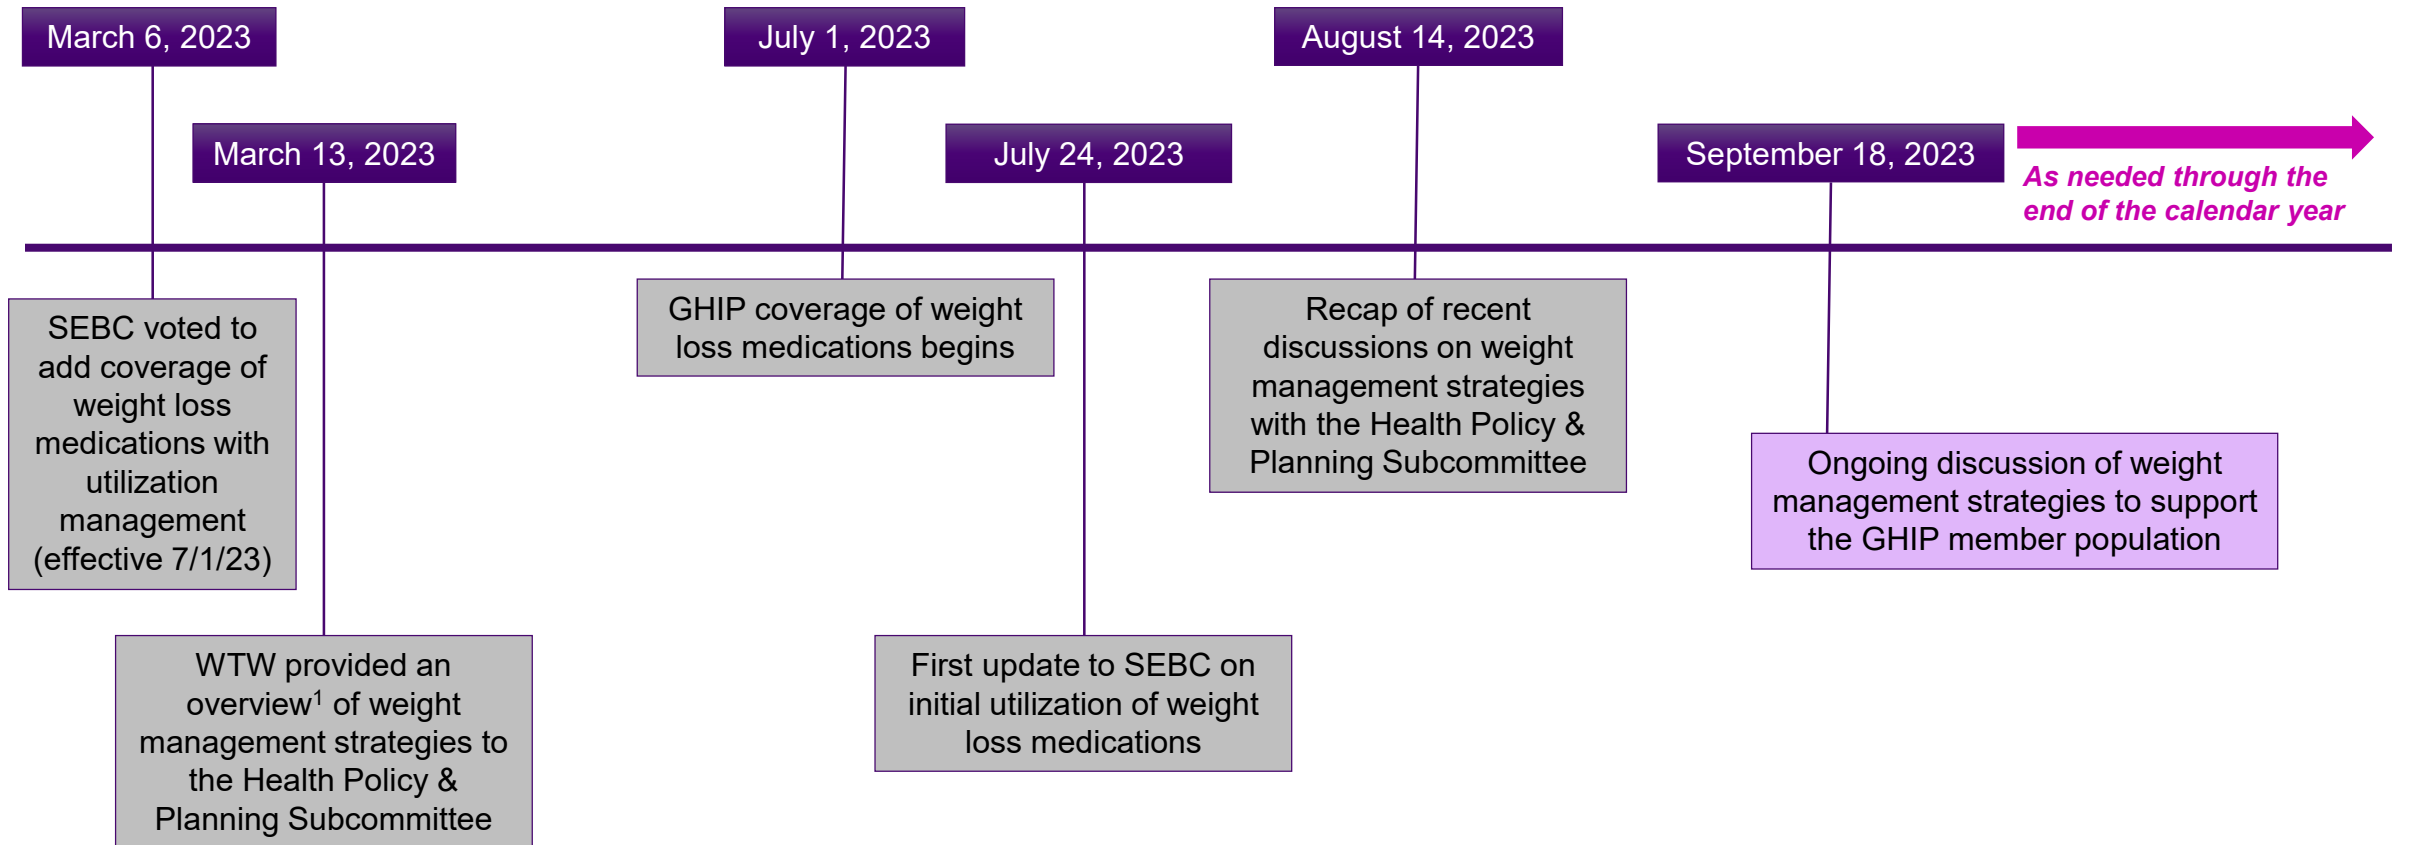 March 6, 2023
July 1, 2023
August 14, 2023
March 13, 2023
July 24, 2023
September 18, 2023
As needed through the
end of the calendar year
SEBC voted to
add coverage of
weight loss
medications with
utilization
management
(effective 7/1/23)
GHIP coverage of weight
loss medications begins
Recap of recent
discussions on weight
management strategies
with the Health Policy &
Planning Subcommittee
Ongoing discussion of weight
management strategies to support
the GHIP member population
WTW provided an
overview¹ of weight
management strategies to
the Health Policy &
Planning Subcommittee
First update to SEBC on
initial utilization of weight
loss medications